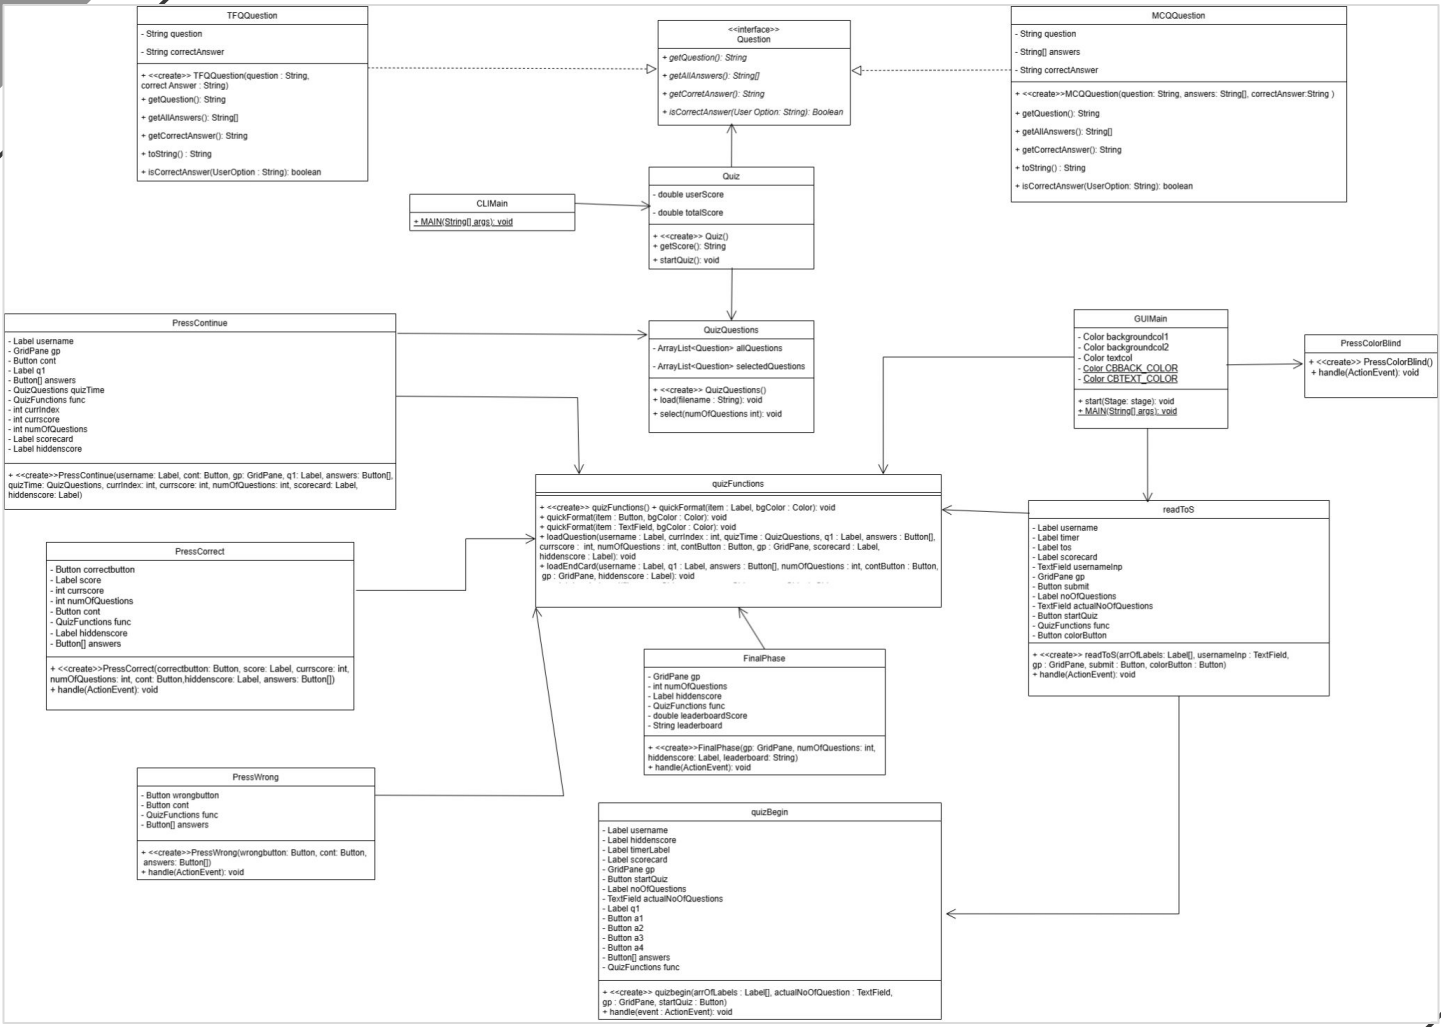 TFQQuestion
- String question
- String correctAnswer
+ <<create>> TFQQuestion(question : String,
correct Answer : String)
+ getQuestion(): String
+ getAllAnswers(): String[]
+ getCorrectAnswer(): String
+ toString() : String
+ isCorrectAnswer(UserOption : String): boolean
<<interface>>
Question
+ getQuestion(): String
+ getAllAnswers(): String[]
+ getCorretAnswer(): String
+ isCorrectAnswer(User Option: String): Boolean
MCQQuestion
- String question
- String[] answers
- String correctAnswer
+ <<create>>MCQQuestion(question: String, answers: String[], correctAnswer:String )
+ getQuestion(): String
+ getAllAnswers(): String[]
+ getCorrectAnswer(): String
+ toString() : String
+ isCorrectAnswer(UserOption: String): boolean
CLIMain
+ MAIN(String[] args): void
Quiz
- double userScore
- double totalScore
+ <<create>> Quiz()
+ getScore(): String
+ startQuiz(): void
PressContinue
- Label username
- GridPane gp
- Button cont
- Label q1
- Button[] answers
- QuizQuestions quizTime
- QuizFunctions func
- int currIndex
- int currscore
- int numOfQuestions
- Label scorecard
- Label hiddenscore
+ <<create>>PressContinue(username: Label, cont: Button, gp: GridPane, q1: Label, answers: Button[],
quizTime: QuizQuestions, currIndex: int, currscore: int, numOfQuestions: int, scorecard: Label,
hiddenscore: Label)
QuizQuestions
- ArrayList<Question> allQuestions
- ArrayList<Question> selectedQuestions
+ <<create>> QuizQuestions()
+ load(filename : String): void
+ select(numOfQuestions int): void
GUIMain
- Color backgroundcol1
- Color backgroundcol2
- Color textcol
- Color CBBACK_COLOR
- Color CBTEXT_COLOR
+ start(Stage: stage): void
+ MAIN(String[] args): void
PressColorBlind
+ <<create>> PressColorBlind()
+ handle(ActionEvent): void
quizFunctions
+ <<create>> quizFunctions() + quickFormat(item : Label, bgColor : Color): void
+ quickFormat(item : Button, bgColor : Color): void
+ quickFormat(item : TextField, bgColor : Color): void
+ loadQuestion(username : Label, currIndex : int, quizTime : QuizQuestions, q1 : Label, answers : Button[],
currscore : int, numOfQuestions : int, contButton : Button, gp : GridPane, scorecard : Label,
hiddenscore : Label): void
+ loadEndCard(username : Label, q1 : Label, answers : Button[], numOfQuestions : int, contButton : Button,
gp : GridPane, hiddenscore : Label): void
readToS
- Label username
- Label timer
- Label tos
- Label scorecard
- TextField usernameInp
- GridPane gp
- Button submit
- Label noOfQuestions
- TextField actualNoOfQuestions
- Button startQuiz
- QuizFunctions func
- Button colorButton
+ <<create>> readToS(arrOfLabels: Label[], usernameInp : TextField,
gp : GridPane, submit : Button, colorButton : Button)
+ handle(ActionEvent): void
PressCorrect
- Button correctbutton
- Label score
- int currscore
- int numOfQuestions
- Button cont
- QuizFunctions func
- Label hiddenscore
- Button[] answers
+ <<create>>PressCorrect(correctbutton: Button, score: Label, currscore: int,
numOfQuestions: int, cont: Button,hiddenscore: Label, answers: Button[])
+ handle(ActionEvent): void
FinalPhase
- GridPane gp
- int numOfQuestions
- Label hiddenscore
- QuizFunctions func
- double leaderboardScore
- String leaderboard
+ <<create>>FinalPhase(gp: GridPane, numOfQuestions: int,
hiddenscore: Label, leaderboard: String)
+ handle(ActionEvent): void
PressWrong
- Button wrongbutton
- Button cont
- QuizFunctions func
- Button[] answers
+ <<create>>PressWrong(wrongbutton: Button, cont: Button,
answers: Button[])
+ handle(ActionEvent): void
quizBegin
- Label username
- Label hiddenscore
- Label timerLabel
- Label scorecard
- GridPane gp
- Button startQuiz
- Label noOfQuestions
- TextField actualNoOfQuestions
- Label q1
- Button a1
- Button a2
- Button a3
- Button a4
- Button[] answers
- QuizFunctions func
+ <<create>> quizbegin(arrOfLabels : Label[], actualNoOfQuestion : TextField,
gp : GridPane, startQuiz : Button)
+ handle(event : ActionEvent): void